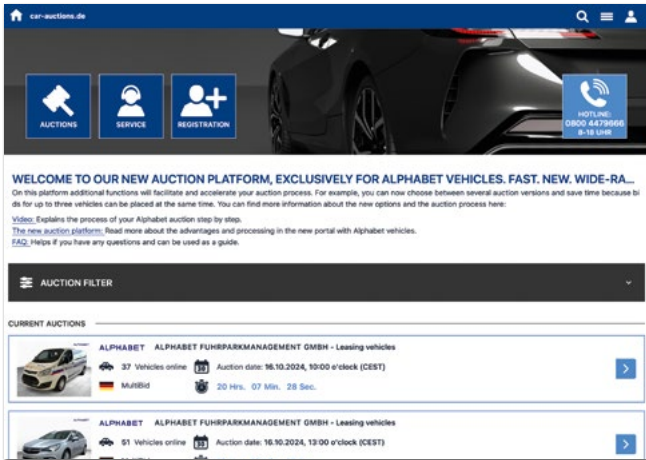 car-auctions.de
AUCTIONS
SERVICE
REGISTRATION
HOTLINE:
0800 4479666
8-18 UHR
WELCOME TO OUR NEW AUCTION PLATFORM, EXCLUSIVELY FOR ALPHABET VEHICLES. FAST. NEW. WIDE-RA...
On this platform additional functions will facilitate and accelerate your auction process. For example, you can now choose between several auction versions and save time because bi
ds for up to three vehicles can be placed at the same time. You can find more information about the new options and the auction process here:
Video: Explains the process of your Alphabet auction step by step.
The new auction platform: Read more about the advantages and processing in the new portal with Alphabet vehicles.
FAQ: Helps if you have any questions and can be used as a guide.
AUCTION FILTER
CURRENT AUCTIONS
ALPHABET ALPHABET FUHRPARKMANAGEMENT GMBH - Leasing vehicles
37 Vehicles online 30 Auction date: 16.10.2024, 10:00 o'clock (CEST)
MultiBid 20 Hrs. 07 Min. 28 Sec.
ALPHABET ALPHABET FUHRPARKMANAGEMENT GMBH - Leasing vehicles
51 Vehicles online 30 Auction date: 16.10.2024, 13:00 o'clock (CEST)